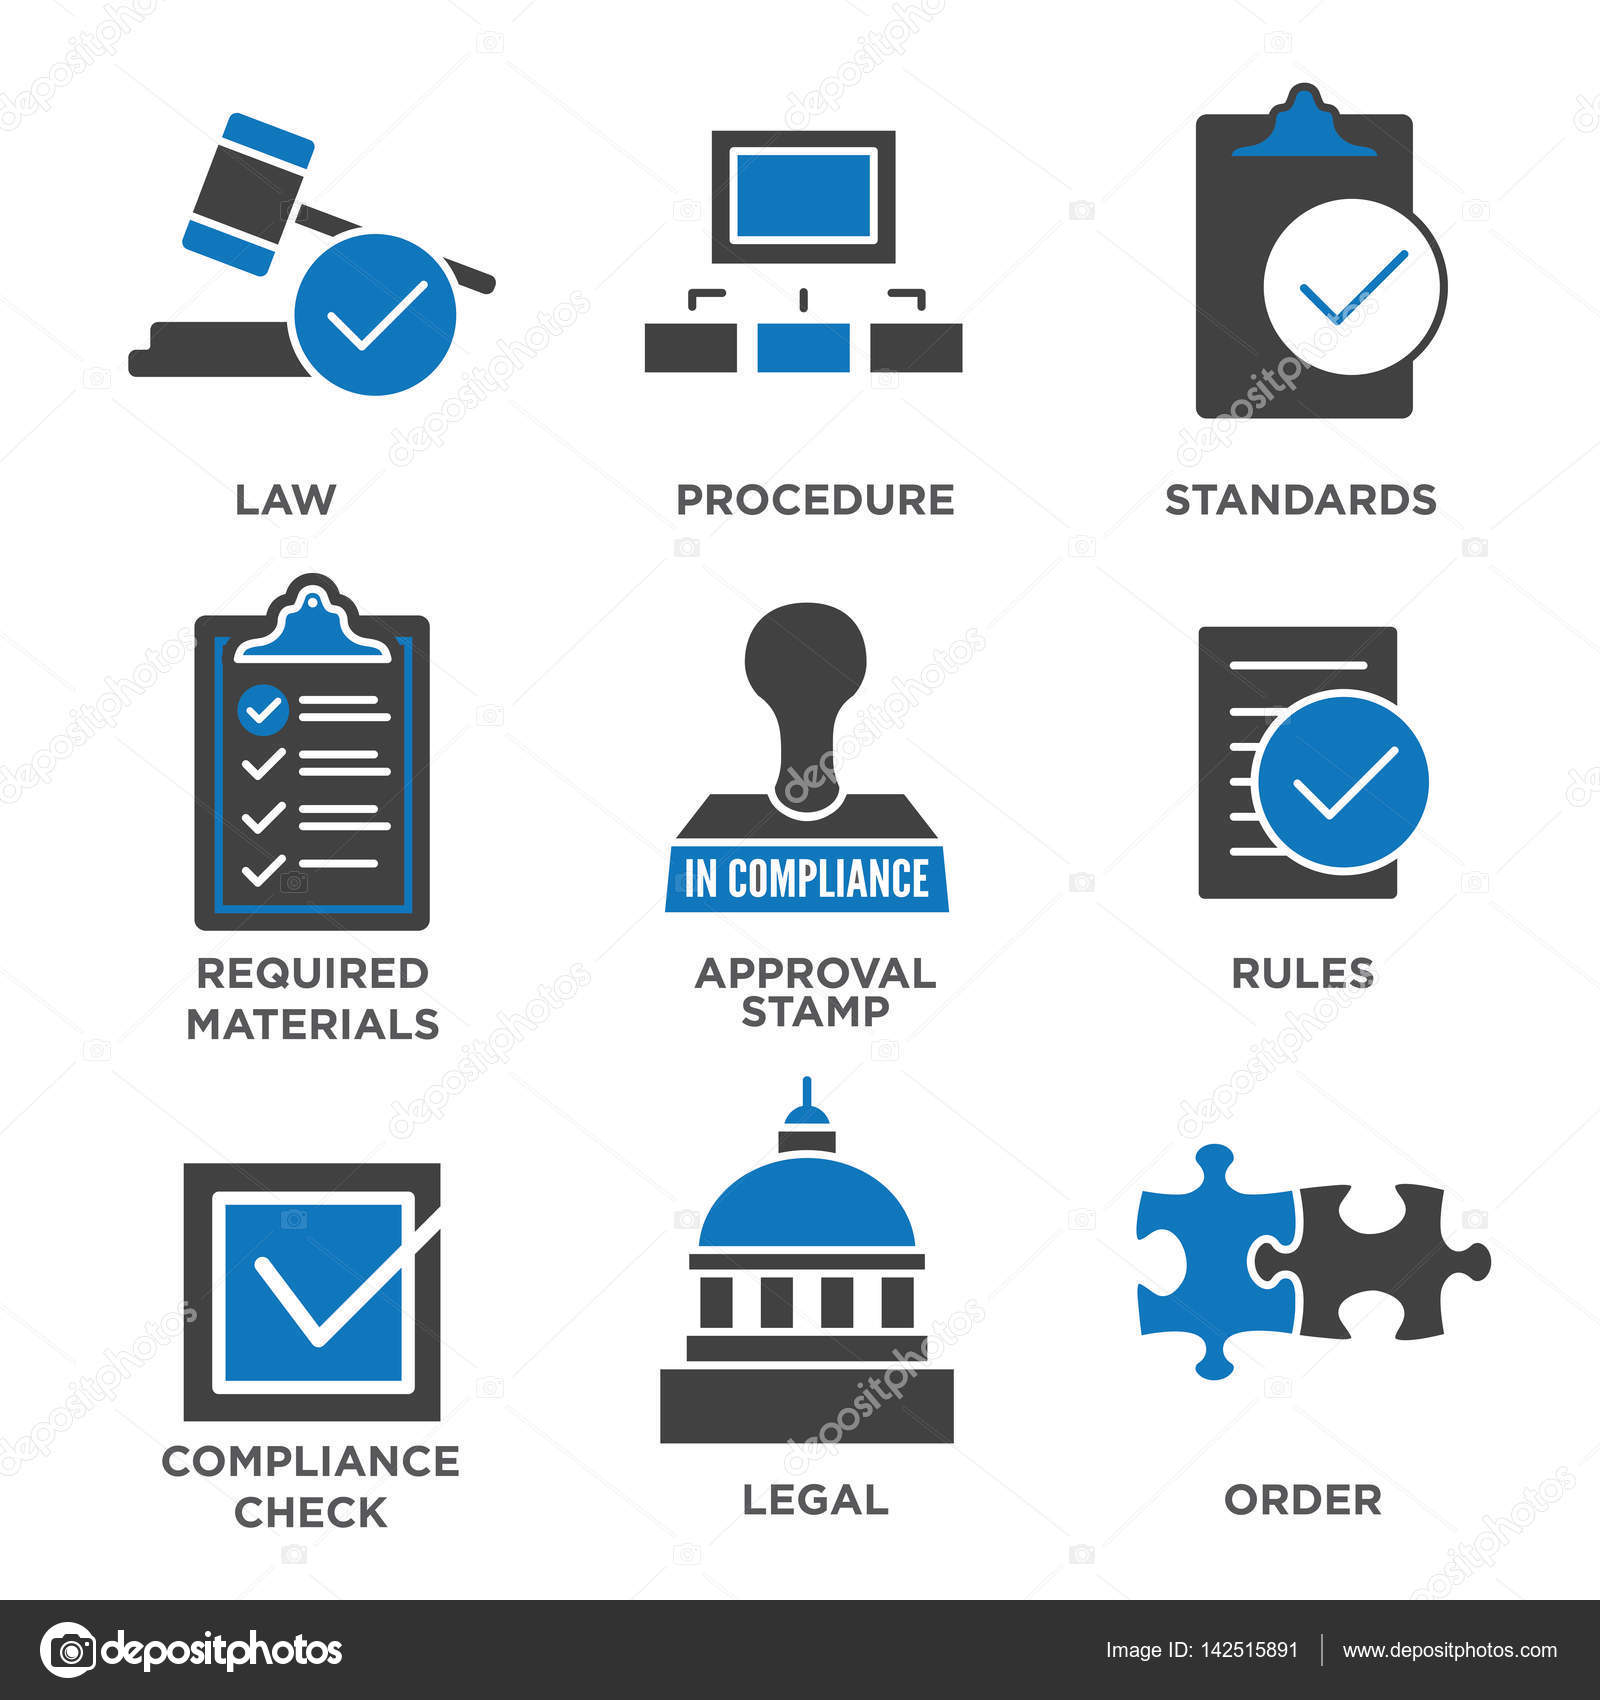 LAW
PROCEDURE
STANDARDS
REQUIRED
MATERIALS
IN COMPLIANCE
APPROVAL
STAMP
RULES
COMPLIANCE
CHECK
LEGAL
ORDER
depositphotos
Image ID: 142515891
www.depositphotos.com